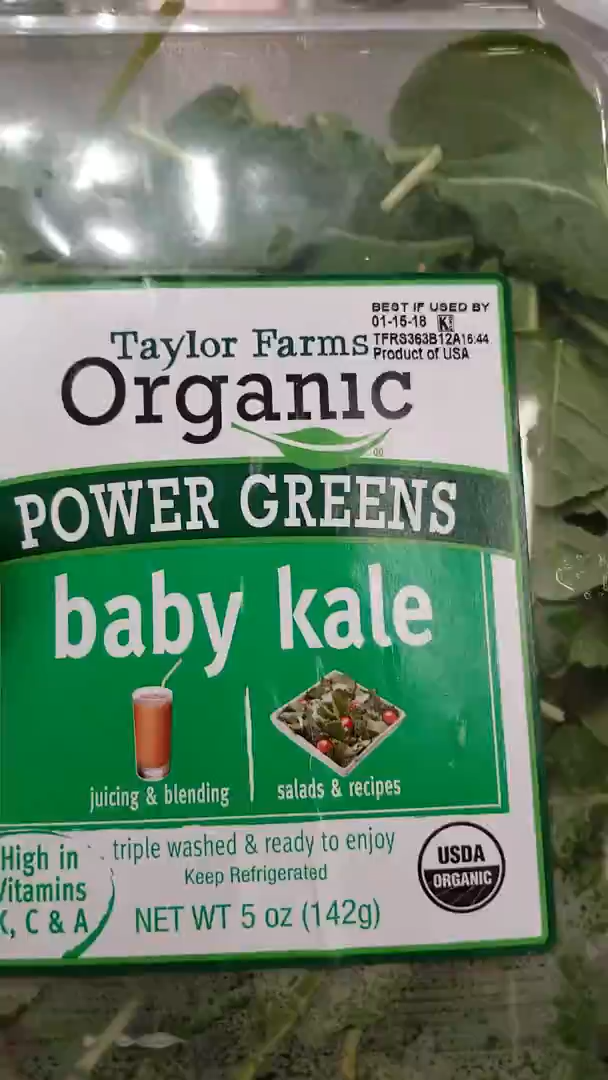 BEST IF USED BY
01-15-18 K
TFRS363B12A16:44
Product of USA
Taylor Farms
Organic
POWER GREENS
baby kale
juicing & blending
salads & recipes
High in
Vitamins
K, C & A
triple washed & ready to enjoy
Keep Refrigerated
NET WT 5 oz (142g)
USDA
ORGANIC